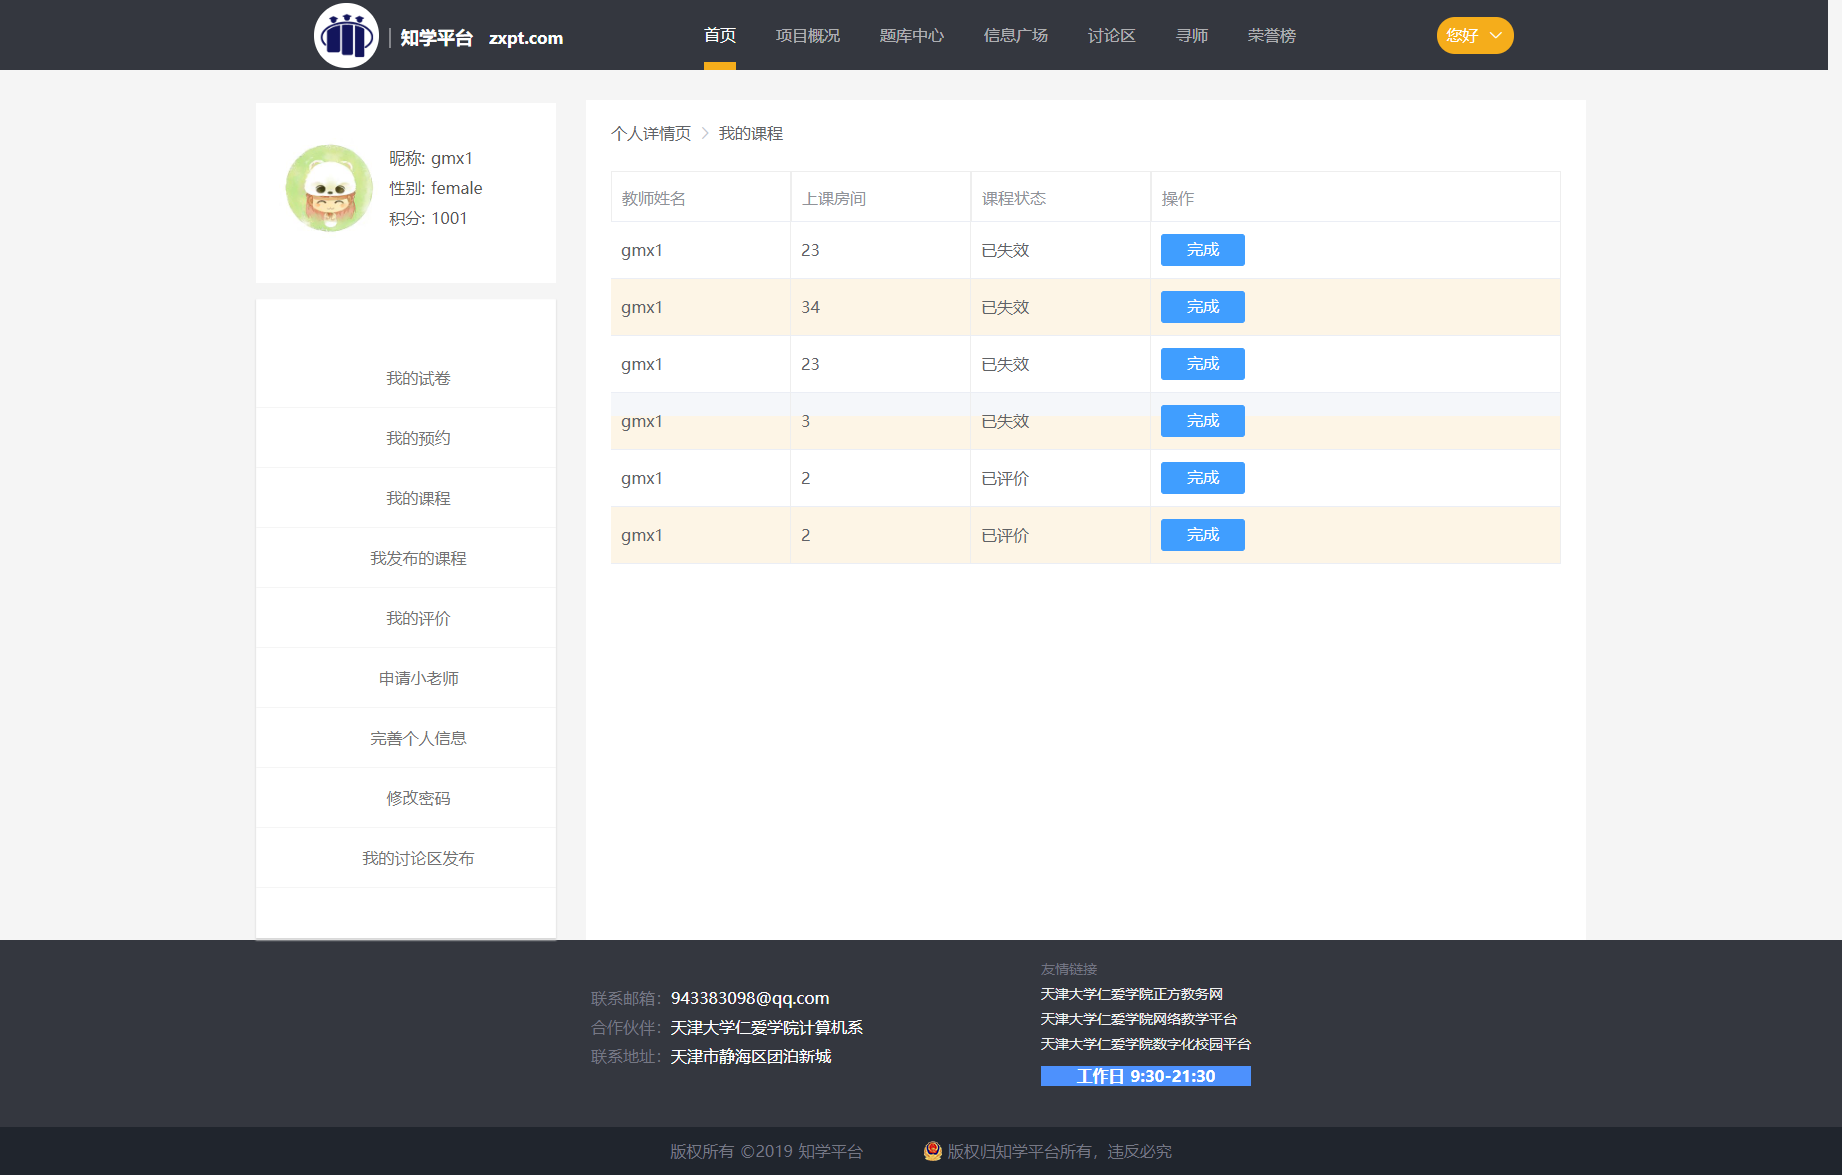 知学平台 zxpt.com
首页 项目概况 题库中心 信息广场 讨论区 寻师 荣誉榜
您好
昵称: gmx1
性别: female
积分: 1001
我的试卷
我的预约
我的课程
我发布的课程
我的评价
申请小老师
完善个人信息
修改密码
我的讨论区发布
个人详情页 > 我的课程
教师姓名 上课房间 课程状态 操作
gmx1 23 已失效 完成
gmx1 34 已失效 完成
gmx1 23 已失效 完成
gmx1 3 已失效 完成
gmx1 2 已评价 完成
gmx1 2 已评价 完成
联系邮箱：943383098@qq.com
合作伙伴：天津大学仁爱学院计算机系
联系地址：天津市静海区团泊新城
友情链接
天津大学仁爱学院正方教务网
天津大学仁爱学院网络教学平台
天津大学仁爱学院数字化校园平台
工作日 9:30-21:30
版权所有 ©2019 知学平台 版权归知学平台所有，违反必究